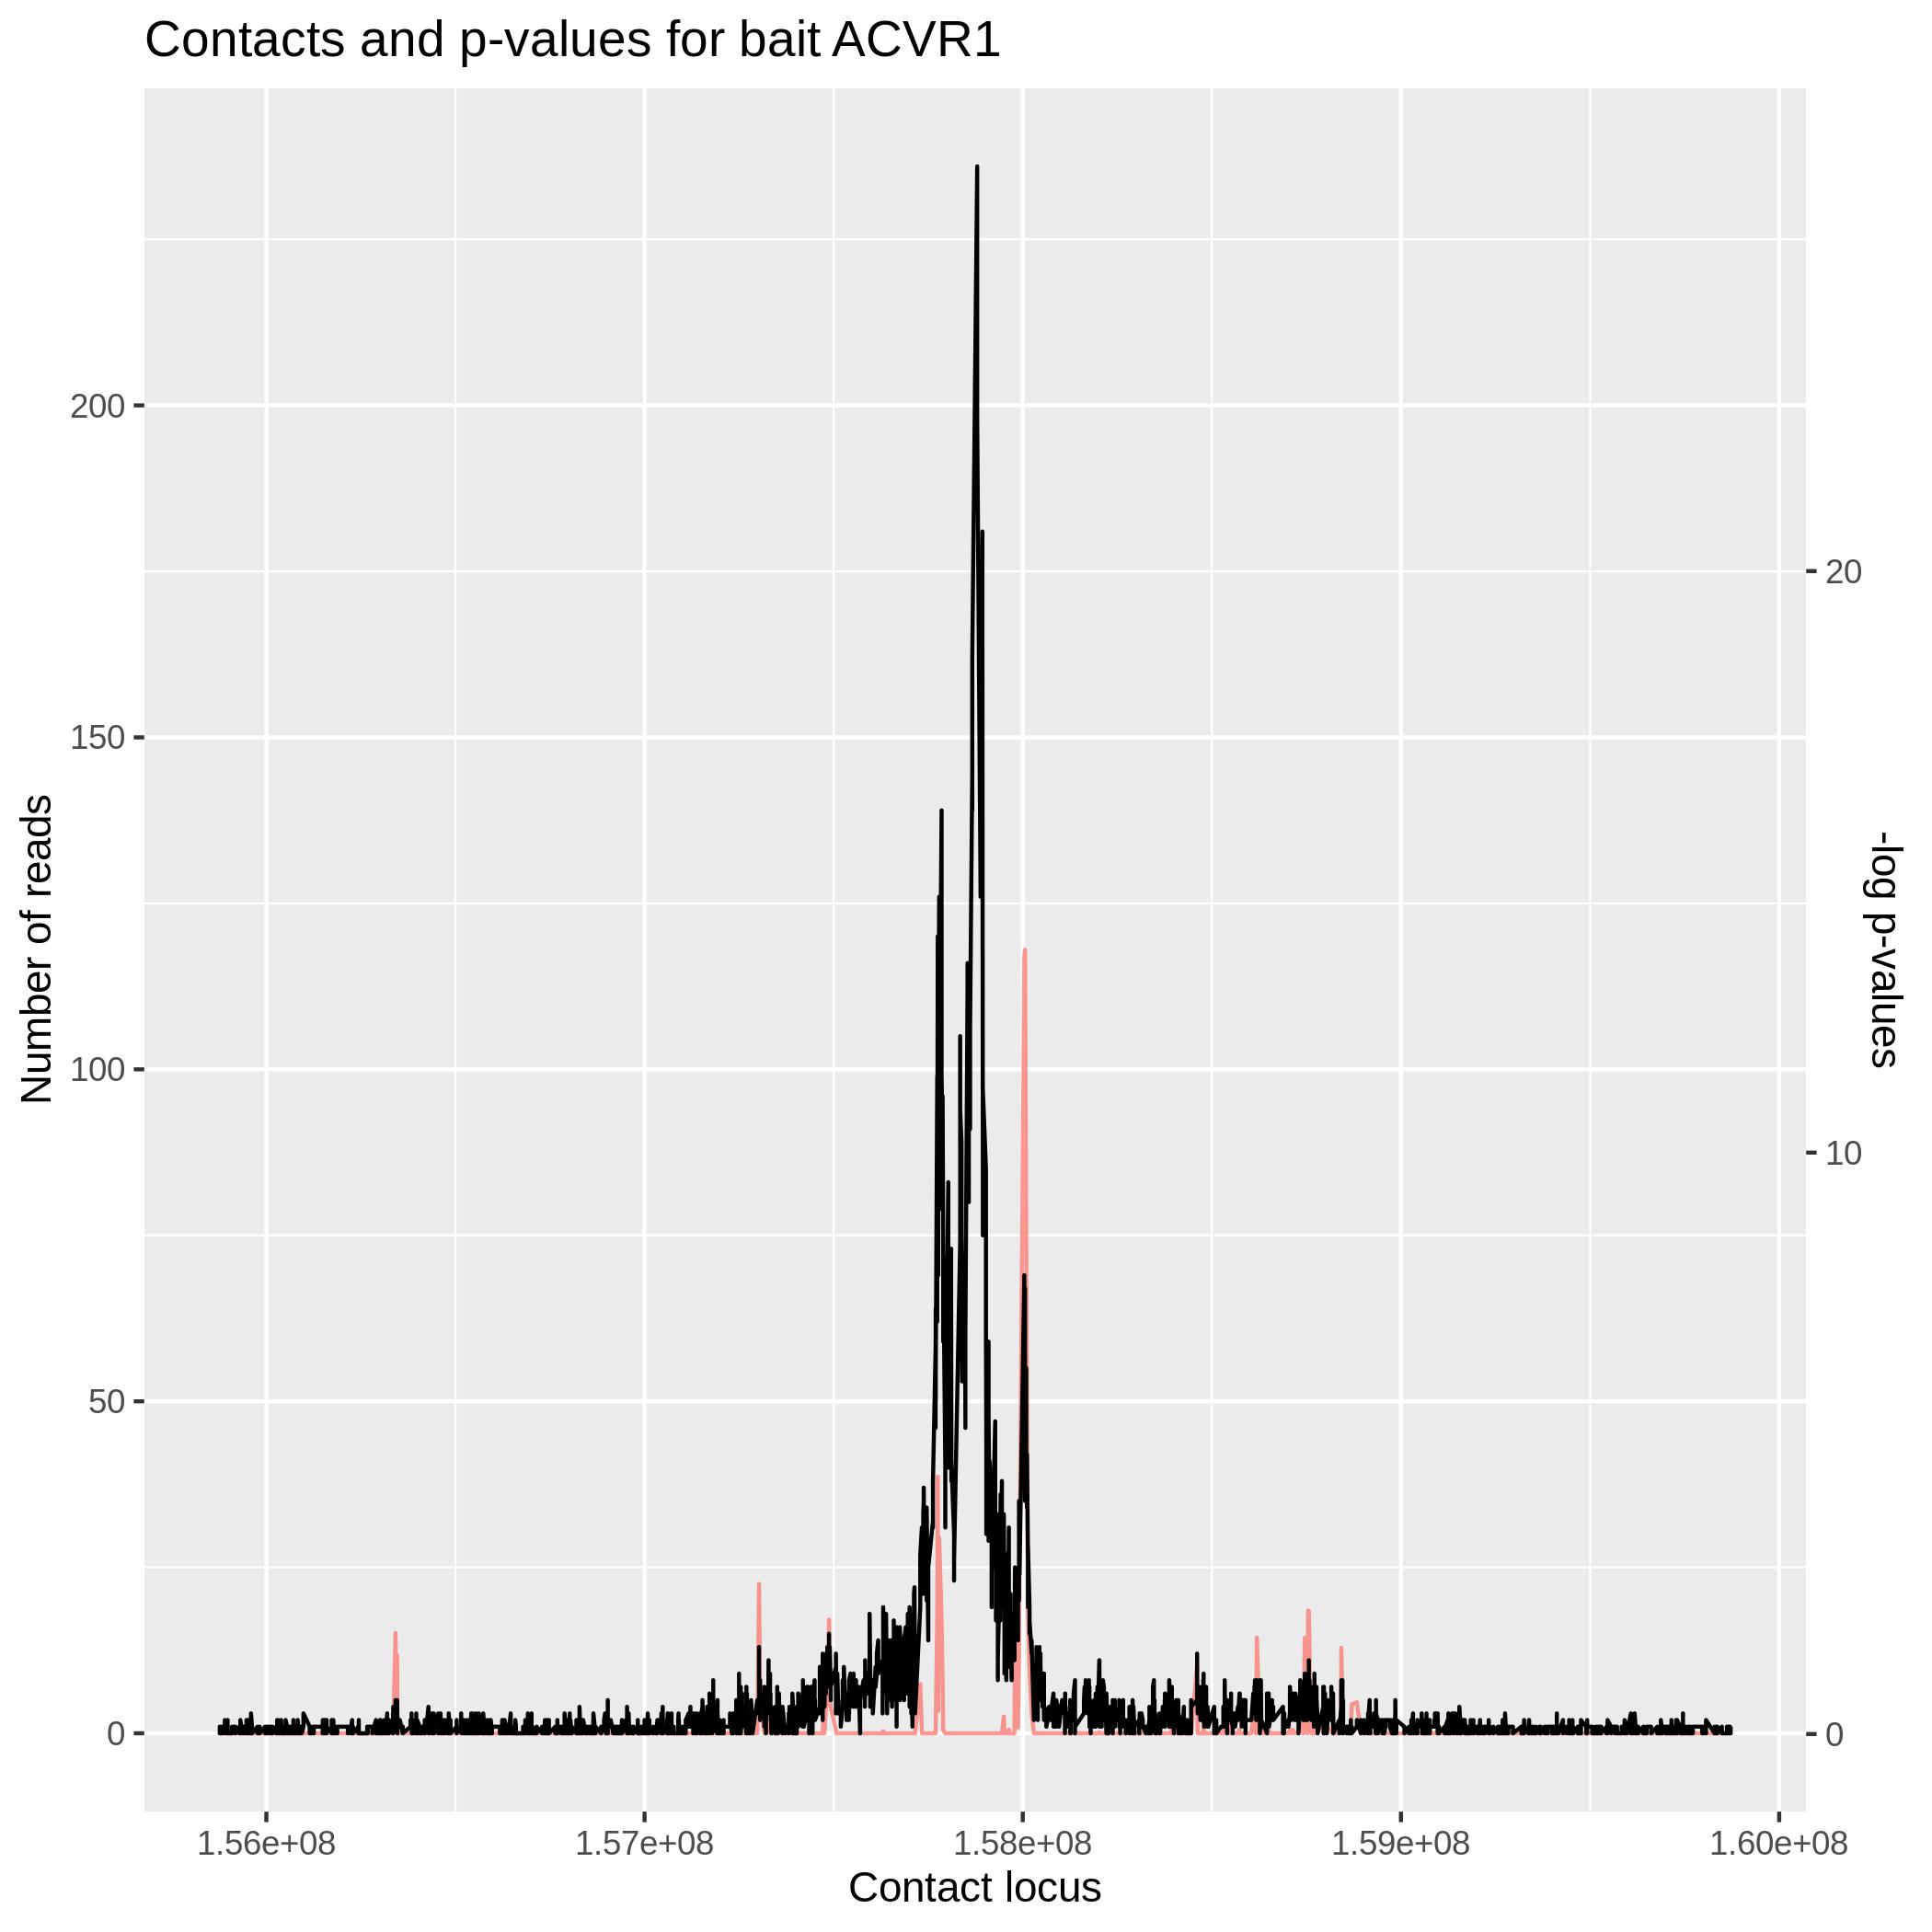 Contacts and p-values for bait ACVR1
200
150
100
50
0
Number of reads
20
10
0
-log p-values
1.56e+08
1.57e+08
1.58e+08
1.59e+08
1.60e+08
Contact locus